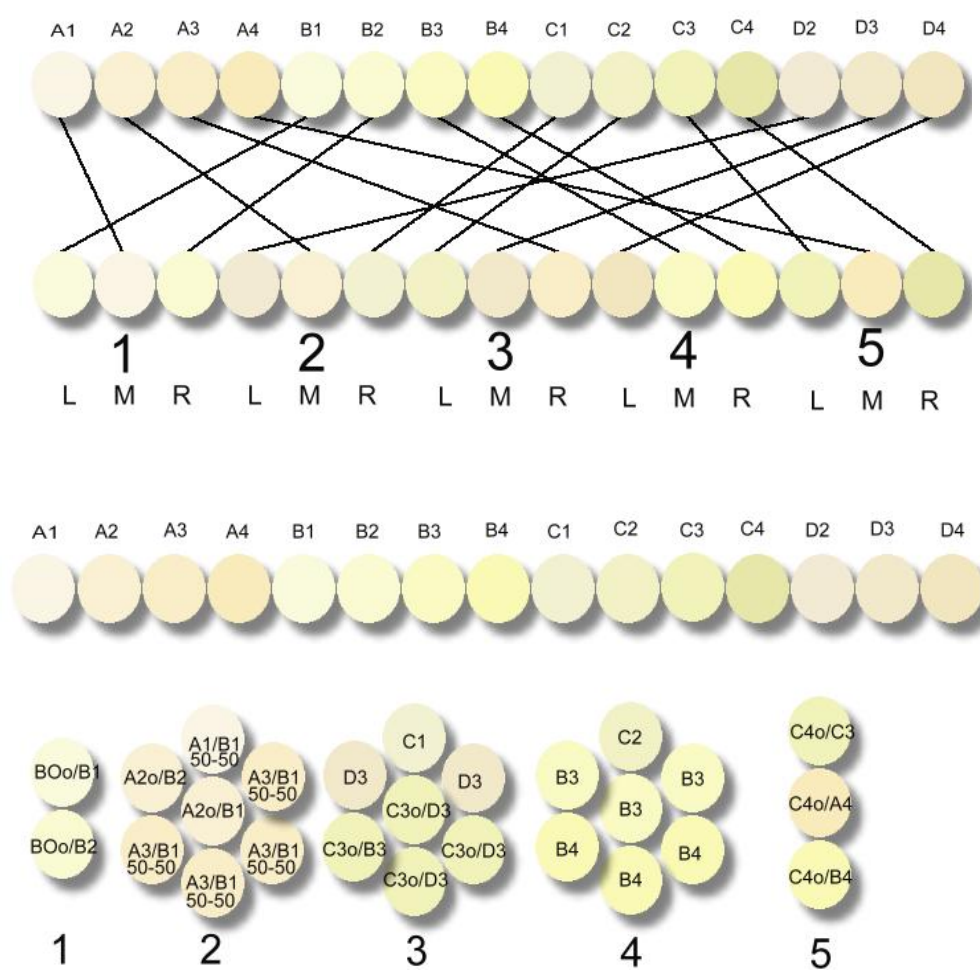 A1 A2 A3 A4 B1 B2 B3 B4 C1 C2 C3 C4 D2 D3 D4
1 2 3 4 5
L M R L M R L M R L M R L M R
A1 A2 A3 A4 B1 B2 B3 B4 C1 C2 C3 C4 D2 D3 D4
BOo/B1
BOo/B2
1
A1/B1
50-50
A2o/B2
A3/B1
50-50
A2o/B1
A3/B1
50-50
A3/B1
50-50
A3/B1
50-50
2
C1
D3
D3
C3o/D3
C3o/B3
C3o/D3
C3o/D3
3
C2
B3
B3
B3
B4
B4
B4
4
C4o/C3
C4o/A4
C4o/B4
5